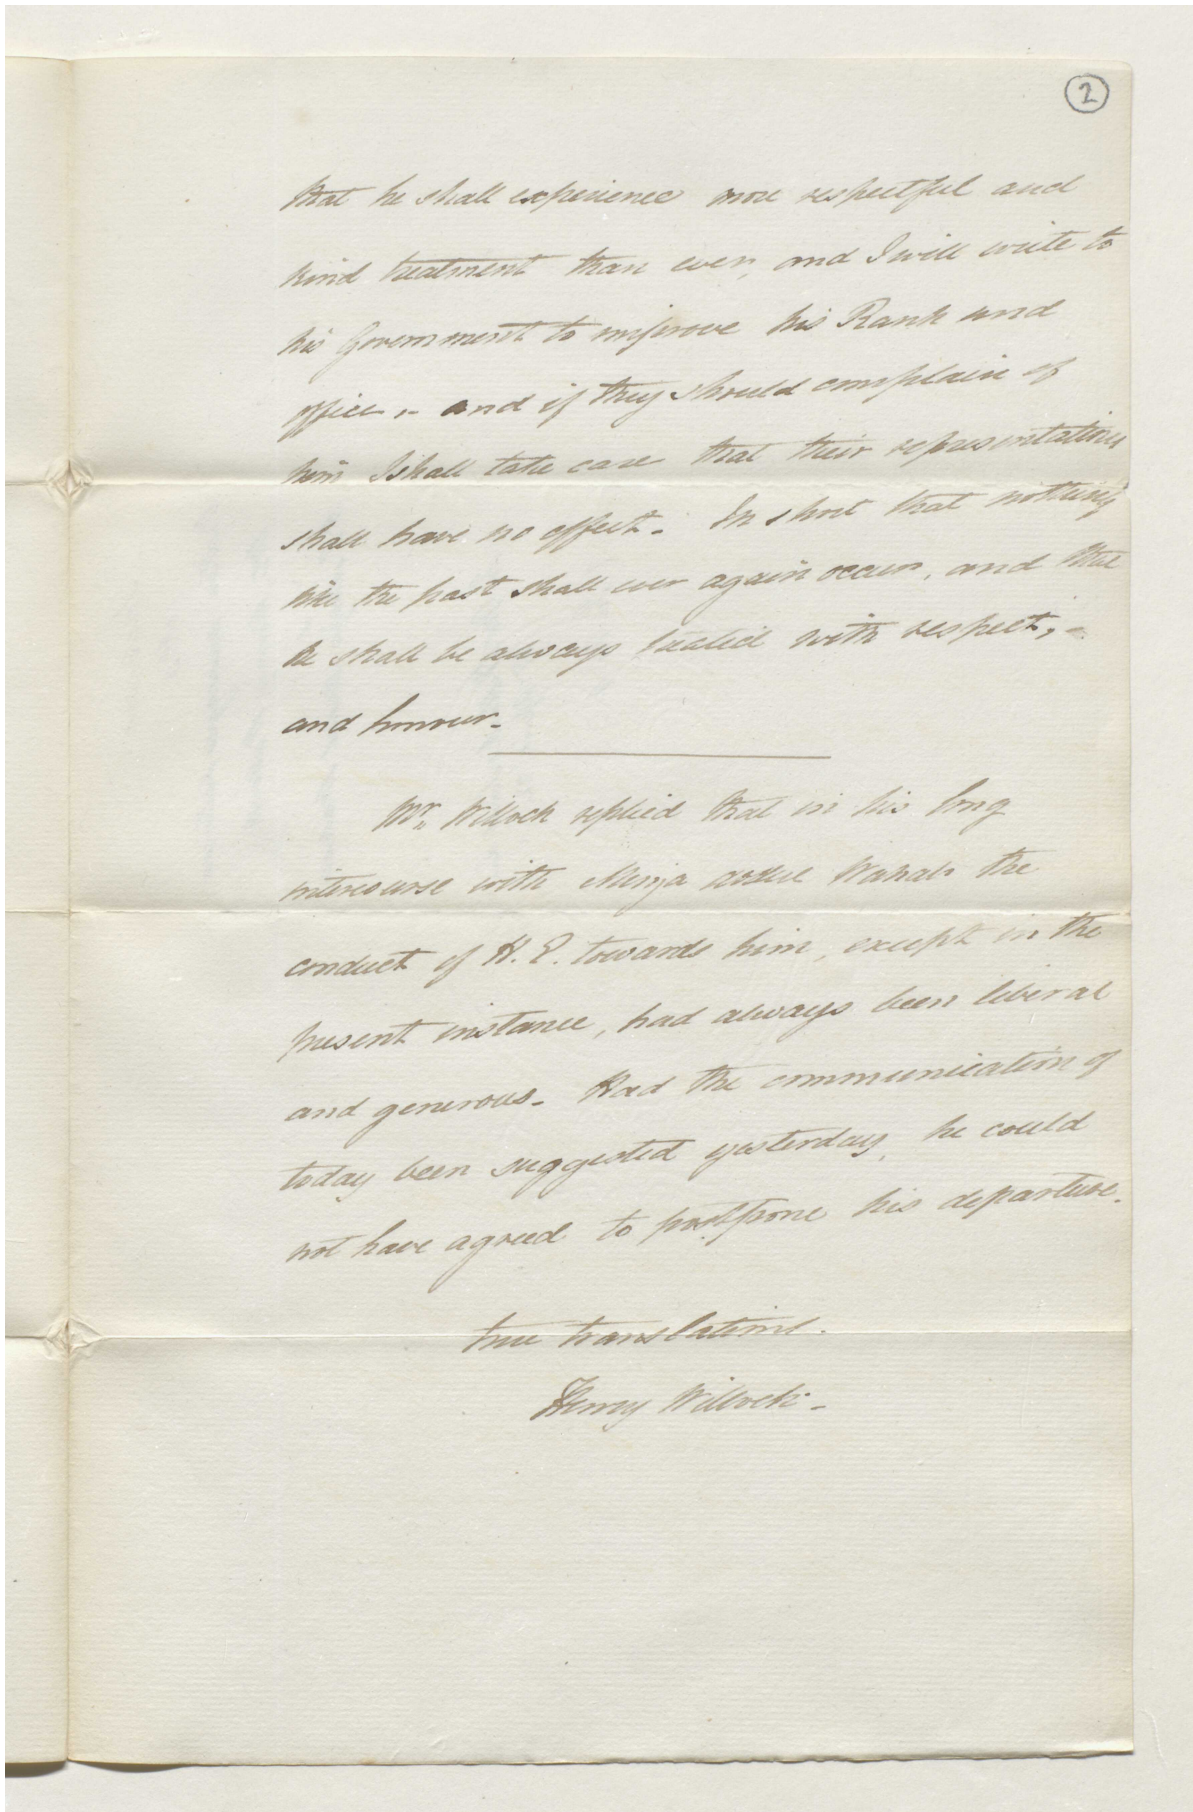 2
that he shall experience more respectful and
kind treatment than ever, and I will write to
his Government to improve his Rank and
office,- and if they should complain of
him I shall take care that their representations
shall have no effect - In short that nothing
like the past shall ever again occur, and that
he shall be always treated with respect, -
and honour -
Mr. Willock replied that in his long
intercourse with Mirza Wahab the
conduct of H. E. towards him, except in the
present instance, had always been liberal
and generous - Had the communication of
today been suggested yesterday, he could
not have agreed to postpone his departure.
True translation.
Henry Willock -